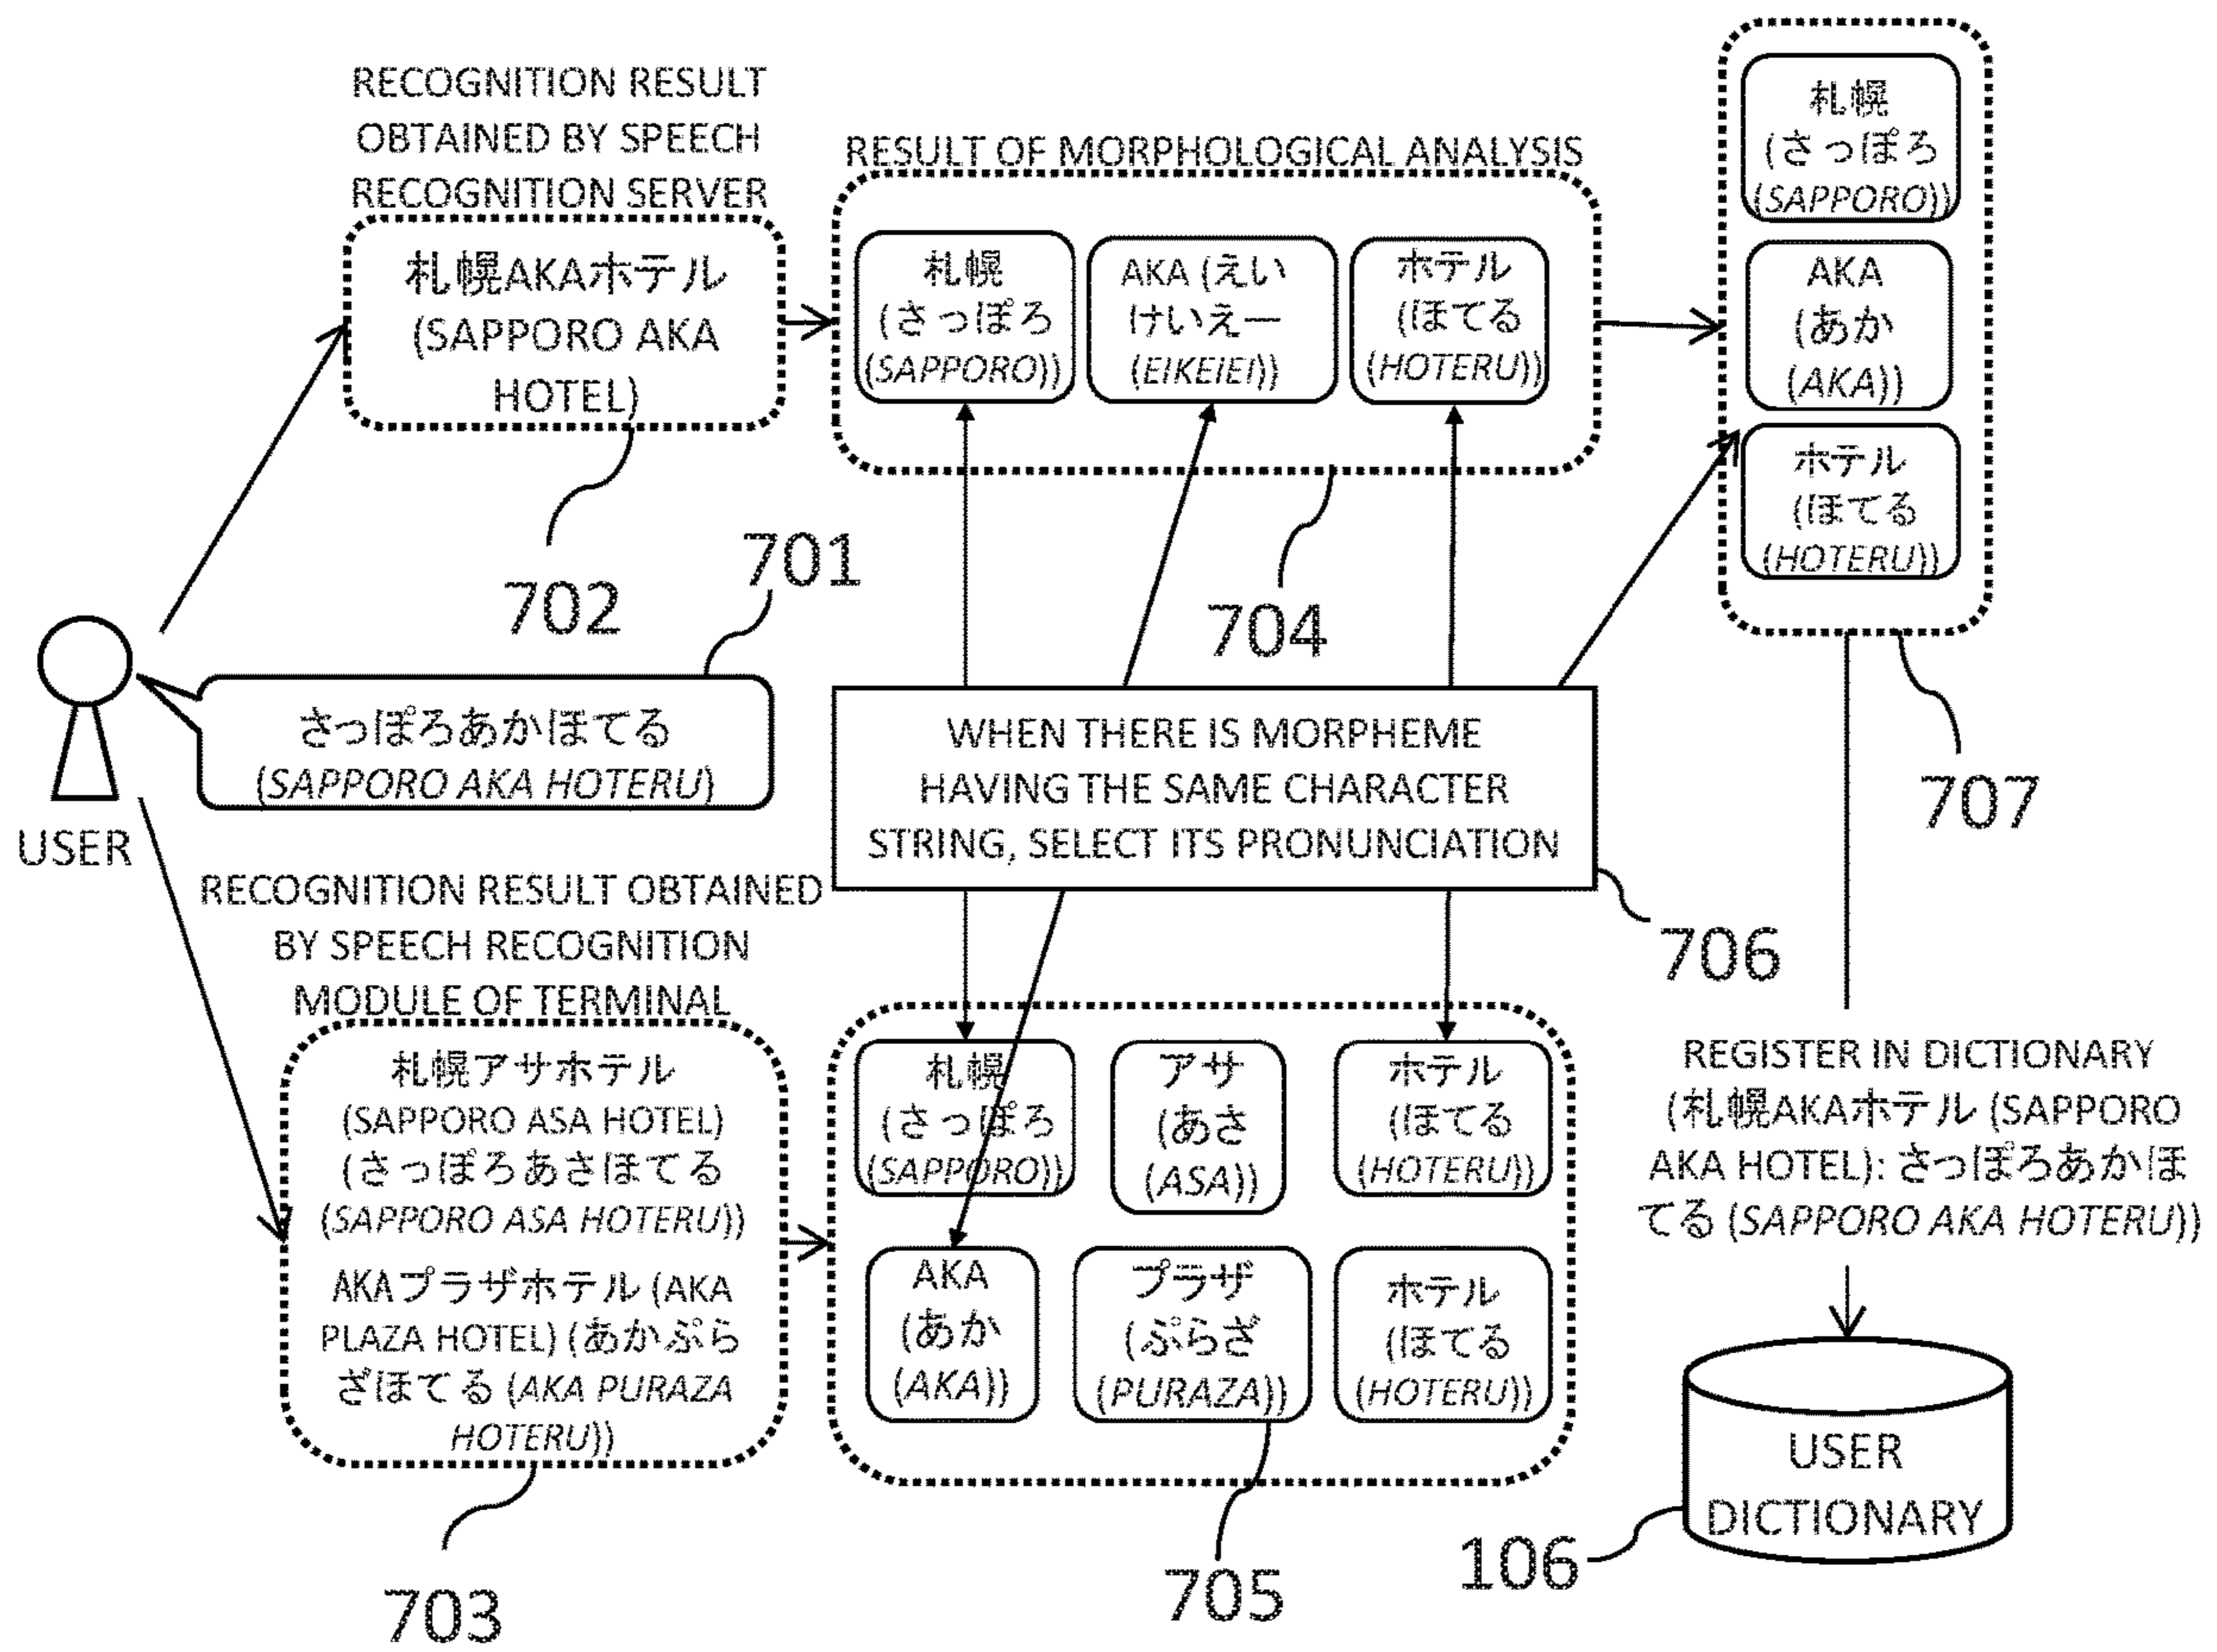 RECOGNITION RESULT
OBTAINED BY SPEECH
RECOGNITION SERVER
札幌AKAホテル
(SAPPORO AKA
HOTEL)
702
RESULT OF MORPHOLOGICAL ANALYSIS
札幌
(さっぽろ
(SAPPORO))
AKA (えい
けいえー
(EIKEIEI))
ホテル
(ほてる
(HOTERU))
704
札幌
(さっぽろ
(SAPPORO))
AKA
(あか
(AKA))
ホテル
(ほてる
(HOTERU))
707
701
さっぽろあかほてる
(SAPPORO AKA HOTERU)
USER
WHEN THERE IS MORPHEME
HAVING THE SAME CHARACTER
STRING, SELECT ITS PRONUNCIATION
706
RECOGNITION RESULT OBTAINED
BY SPEECH RECOGNITION
MODULE OF TERMINAL
札幌アサホテル
(SAPPORO ASA HOTEL)
(さっぽろあさほてる
(SAPPORO ASA HOTERU))
AKAプラザホテル (AKA
PLAZA HOTEL) (あかぷら
ざほてる (AKA PURAZA
HOTERU))
703
札幌
(さっぽろ
(SAPPORO))
アサ
(あさ
(ASA))
ホテル
(ほてる
(HOTERU))
AKA
(あか
(AKA))
プラザ
(ぷらざ
(PURAZA))
ホテル
(ほてる
(HOTERU))
705
REGISTER IN DICTIONARY
(札幌AKAホテル (SAPPORO
AKA HOTEL): さっぽろあかほ
てる (SAPPORO AKA HOTERU))
USER
DICTIONARY
106